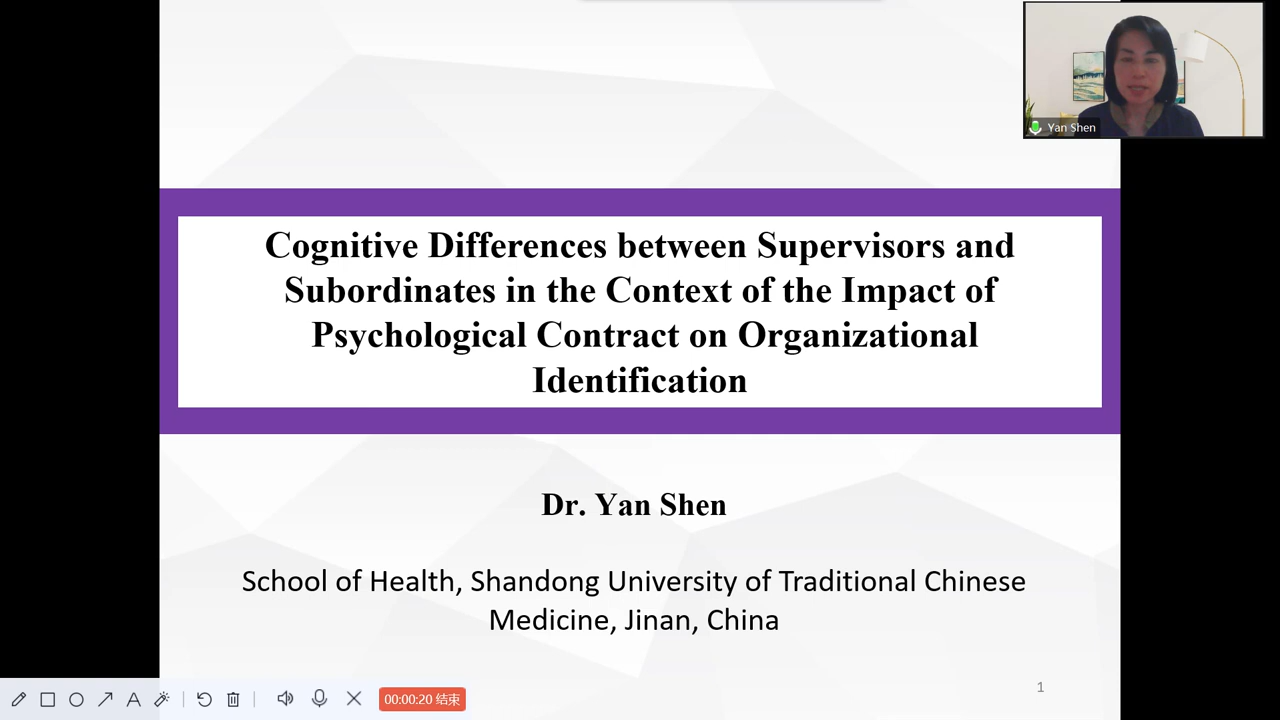 Yan Shen
Cognitive Differences between Supervisors and
Subordinates in the Context of the Impact of
Psychological Contract on Organizational
Identification
Dr. Yan Shen
School of Health, Shandong University of Traditional Chinese
Medicine, Jinan, China
1
00:00:20 结束